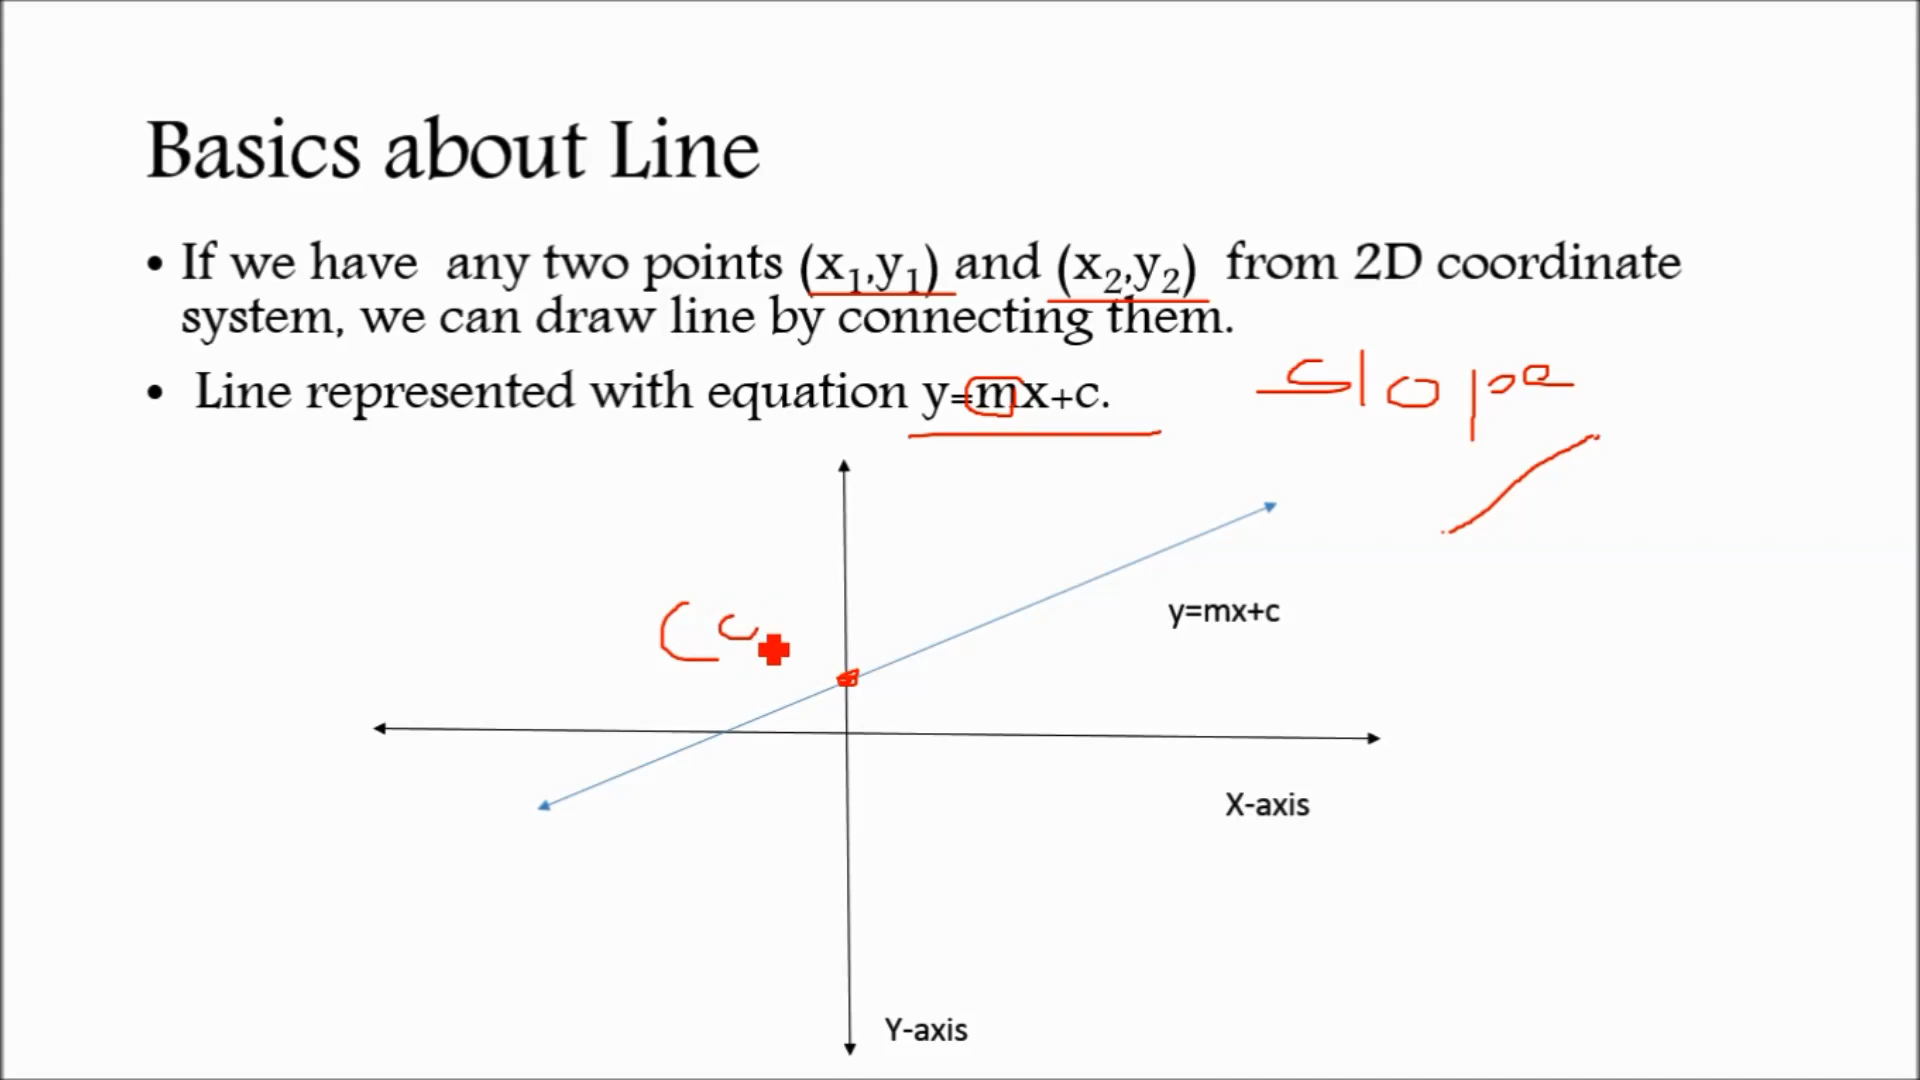 Basics about Line
• If we have any two points (x₁,y₁) and (x₂,y₂) from 2D coordinate
system, we can draw line by connecting them.
• Line represented with equation y=mx+c.
Slope
y=mx+c
X-axis
Y-axis